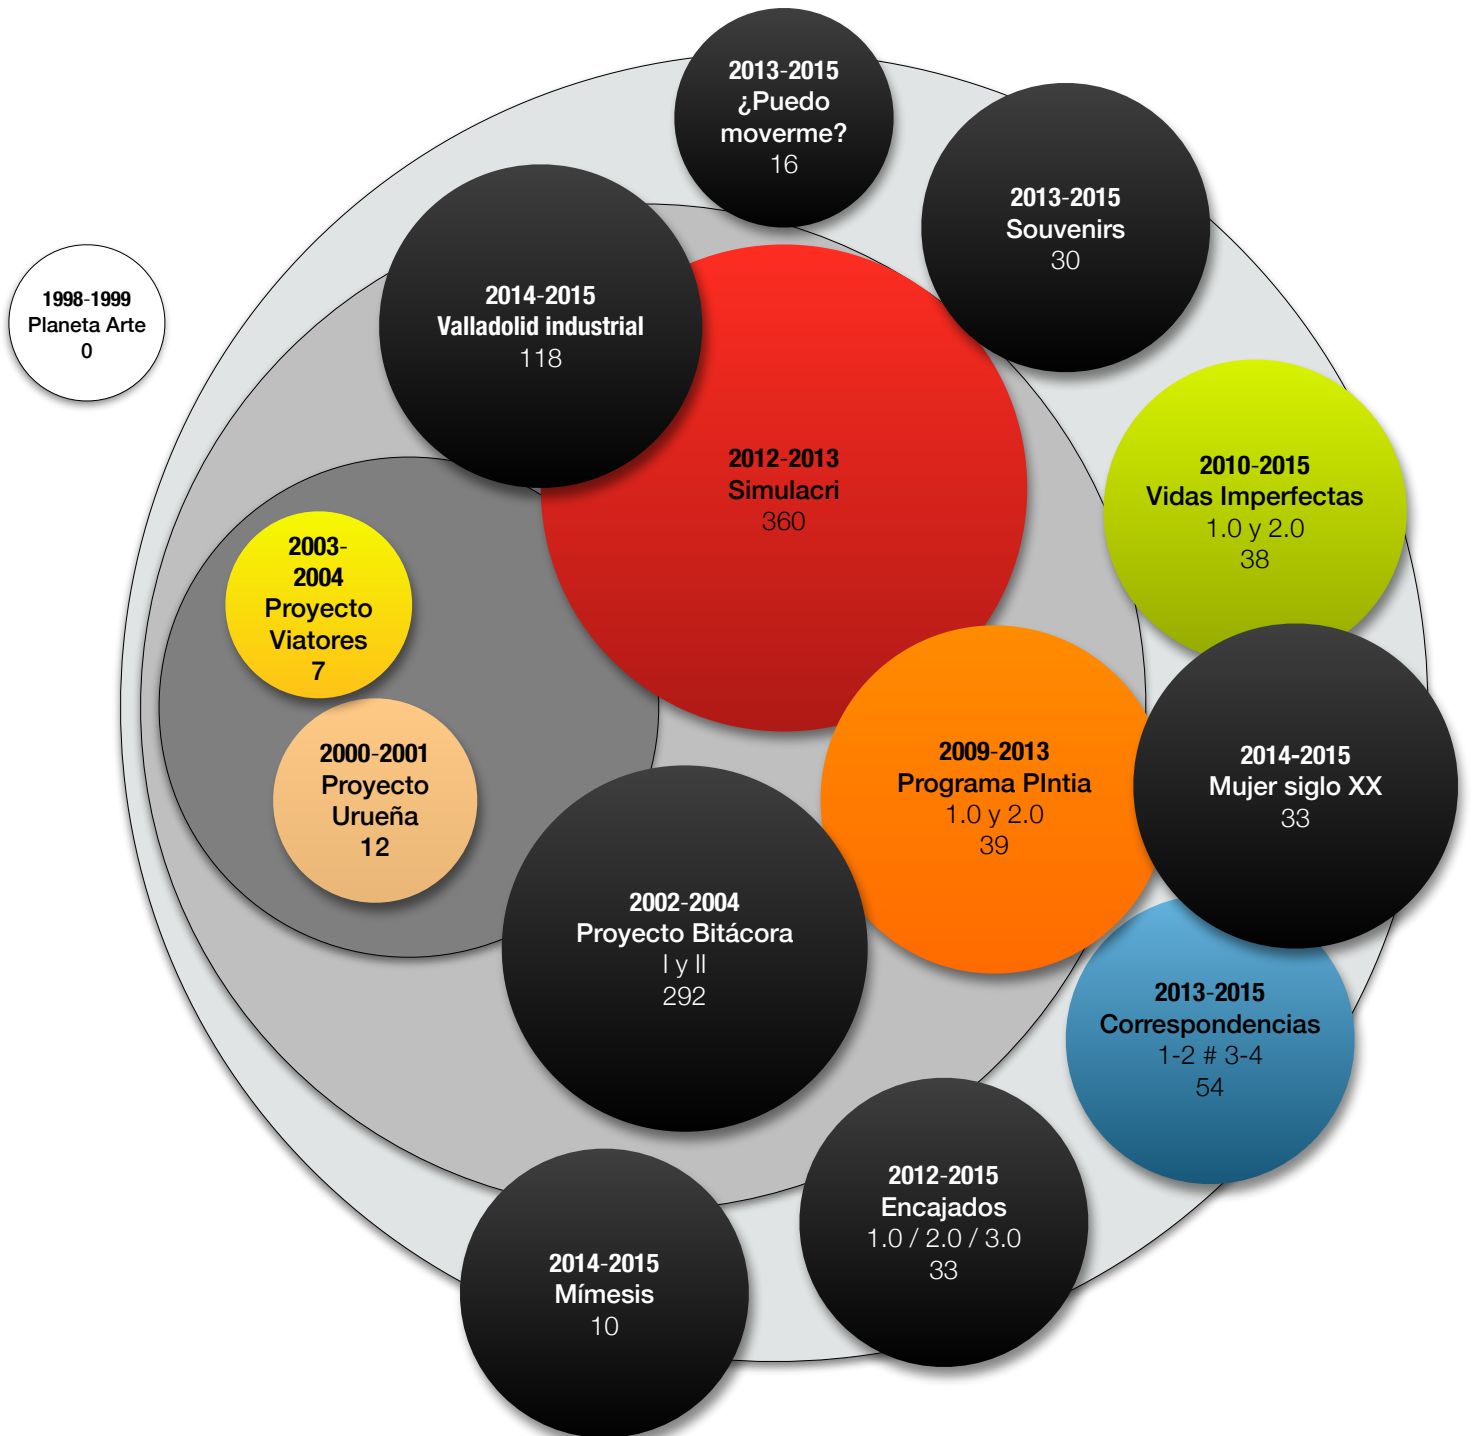 2013-2015
¿Puedo
moverme?
16
2013-2015
Souvenirs
30
1998-1999
Planeta Arte
0
2014-2015
Valladolid industrial
118
2012-2013
Simulacri
360
2010-2015
Vidas Imperfectas
1.0 y 2.0
38
2003-
2004
Proyecto
Viatores
7
2000-2001
Proyecto
Urueña
12
2009-2013
Programa PIntia
1.0 y 2.0
39
2014-2015
Mujer siglo XX
33
2002-2004
Proyecto Bitácora
I y II
292
2013-2015
Correspondencias
1-2 # 3-4
54
2012-2015
Encajados
1.0 / 2.0 / 3.0
33
2014-2015
Mímesis
10